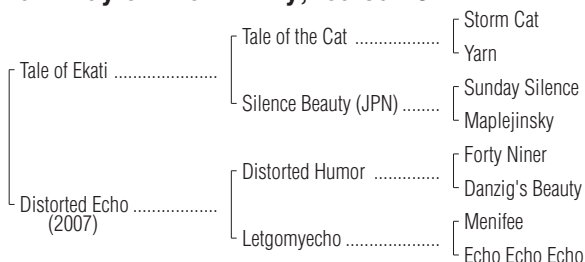 Tale of Ekati .....................
Tale of the Cat .................
Storm Cat
Yarn
Silence Beauty (JPN) ........
Sunday Silence
Maplejinsky
Distorted Echo .................
(2007)
Distorted Humor .............
Forty Niner
Danzig's Beauty
Letgomyecho ................
Menifee
Echo Echo Echo